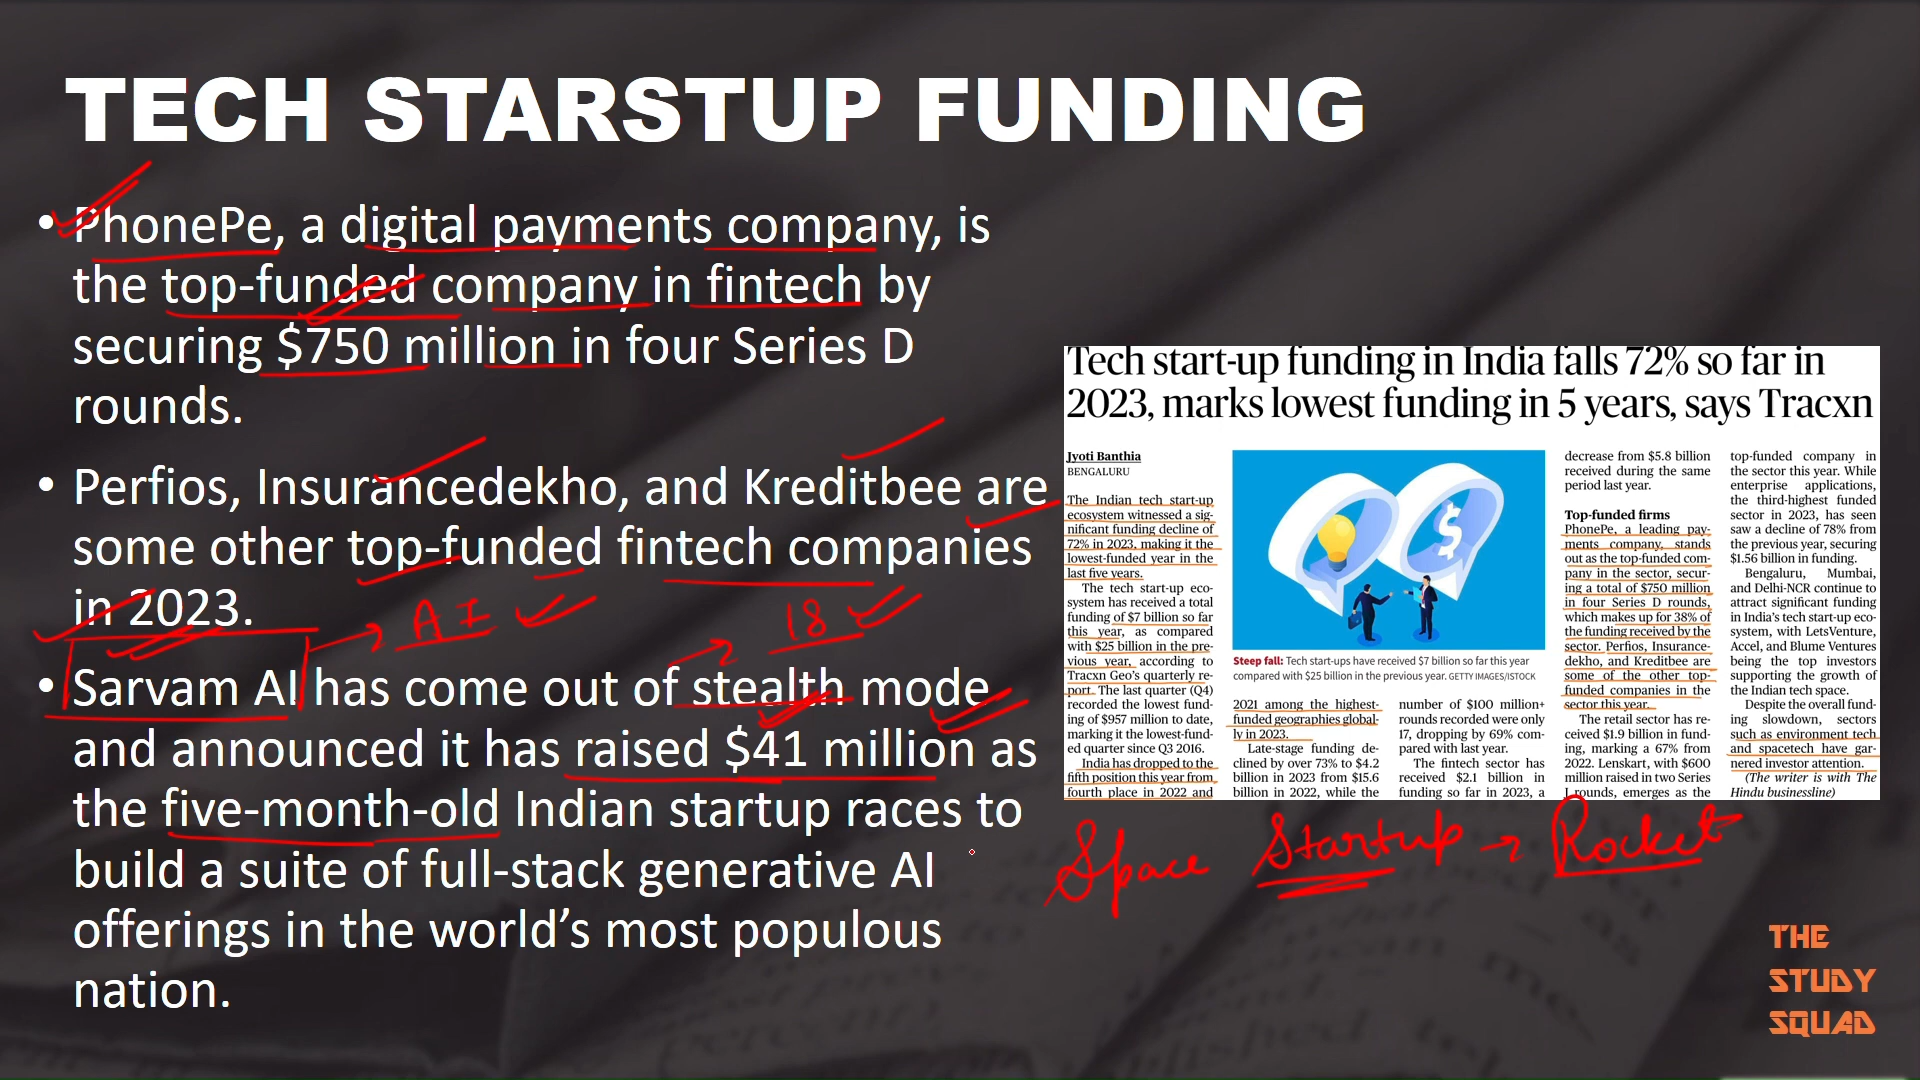 TECH STARSTUP FUNDING
• PhonePe, a digital payments company, is
the top-funded company in fintech by
securing $750 million in four Series D
rounds.
• Perfios, Insurancedekho, and Kreditbee are
some other top-funded fintech companies
in 2023.
→ AI
→ 18
• Sarvam AI has come out of stealth mode
and announced it has raised $41 million as
the five-month-old Indian startup races to
build a suite of full-stack generative AI
offerings in the world’s most populous
nation.
Tech start-up funding in India falls 72% so far in
2023, marks lowest funding in 5 years, says Tracxn
Jyoti Banthia
BENGALURU
The Indian tech start-up
ecosystem witnessed a sig-
nificant funding decline of
72% in 2023, making it the
lowest-funded year in the
last five years.
The tech start-up eco-
system has received a total
funding of $7 billion so far
this year, as compared
with $25 billion in the pre-
vious year, according to
Tracxn Geo’s quarterly re-
port. The last quarter (Q4)
recorded the lowest fund-
ing of $957 million to date,
marking it the lowest-fund-
ed quarter since Q3 2016.
India has dropped to the
fifth position this year from
fourth place in 2022 and
Steep fall: Tech start-ups have received $7 billion so far this year
compared with $25 billion in the previous year. GETTY IMAGES/ISTOCK
2021 among the highest-
funded geographies global-
ly in 2023.
Late-stage funding de-
clined by over 73% to $4.2
billion in 2023 from $15.6
billion in 2022, while the
number of $100 million+
rounds recorded were only
17, dropping by 69% com-
pared with last year.
The fintech sector has
received $2.1 billion in
funding so far in 2023, a
decrease from $5.8 billion
received during the same
period last year.
Top-funded firms
PhonePe, a leading pay-
ments company, stands
out as the top-funded com-
pany in the sector, secur-
ing a total of $750 million
in four Series D rounds,
which makes up for 38% of
the funding received by the
sector. Perfios, Insurance-
dekho, and Kreditbee are
some of the other top-
funded companies in the
sector this year.
The retail sector has re-
ceived $1.9 billion in fund-
ing, marking a 67% from
2022. Lenskart, with $600
million raised in two Series
J rounds, emerges as the
top-funded company in
the sector this year. While
enterprise applications,
the third-highest funded
sector in 2023, has seen
saw a decline of 78% from
the previous year, securing
$1.56 billion in funding.
Bengaluru, Mumbai,
and Delhi-NCR continue to
attract significant funding
in India’s tech start-up eco-
system, with LetsVenture,
Accel, and Blume Ventures
being the top investors
supporting the growth of
the Indian tech space.
Despite the overall fund-
ing slowdown, sectors
such as environment tech
and spacetech have gar-
nered investor attention.
(The writer is with The
Hindu businessline)
Space Startup → Rocket
THE
STUDY
SQUAD